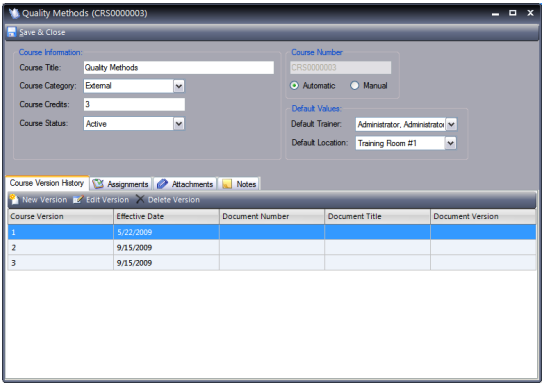 Quality Methods (CRS0000003)
Save & Close
Course Information:
Course Title: Quality Methods
Course Category: External
Course Credits: 3
Course Status: Active
Course Number
CRS0000003
Automatic Manual
Default Values:
Default Trainer: Administrator, Administrator
Default Location: Training Room #1
Course Version History Assignments Attachments Notes
New Version Edit Version Delete Version
Course Version Effective Date Document Number Document Title Document Version
1 5/22/2009
2 9/15/2009
3 9/15/2009